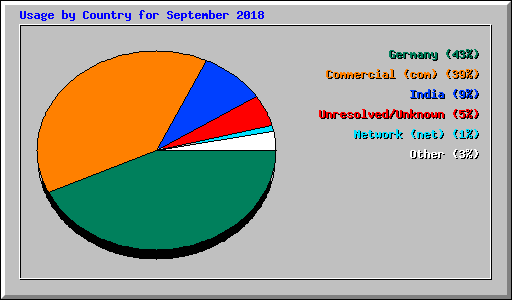 Usage by Country for September 2018
Germany (43%)
Commercial (com) (39%)
India (9%)
Unresolved/Unknown (5%)
Network (net) (1%)
Other (3%)